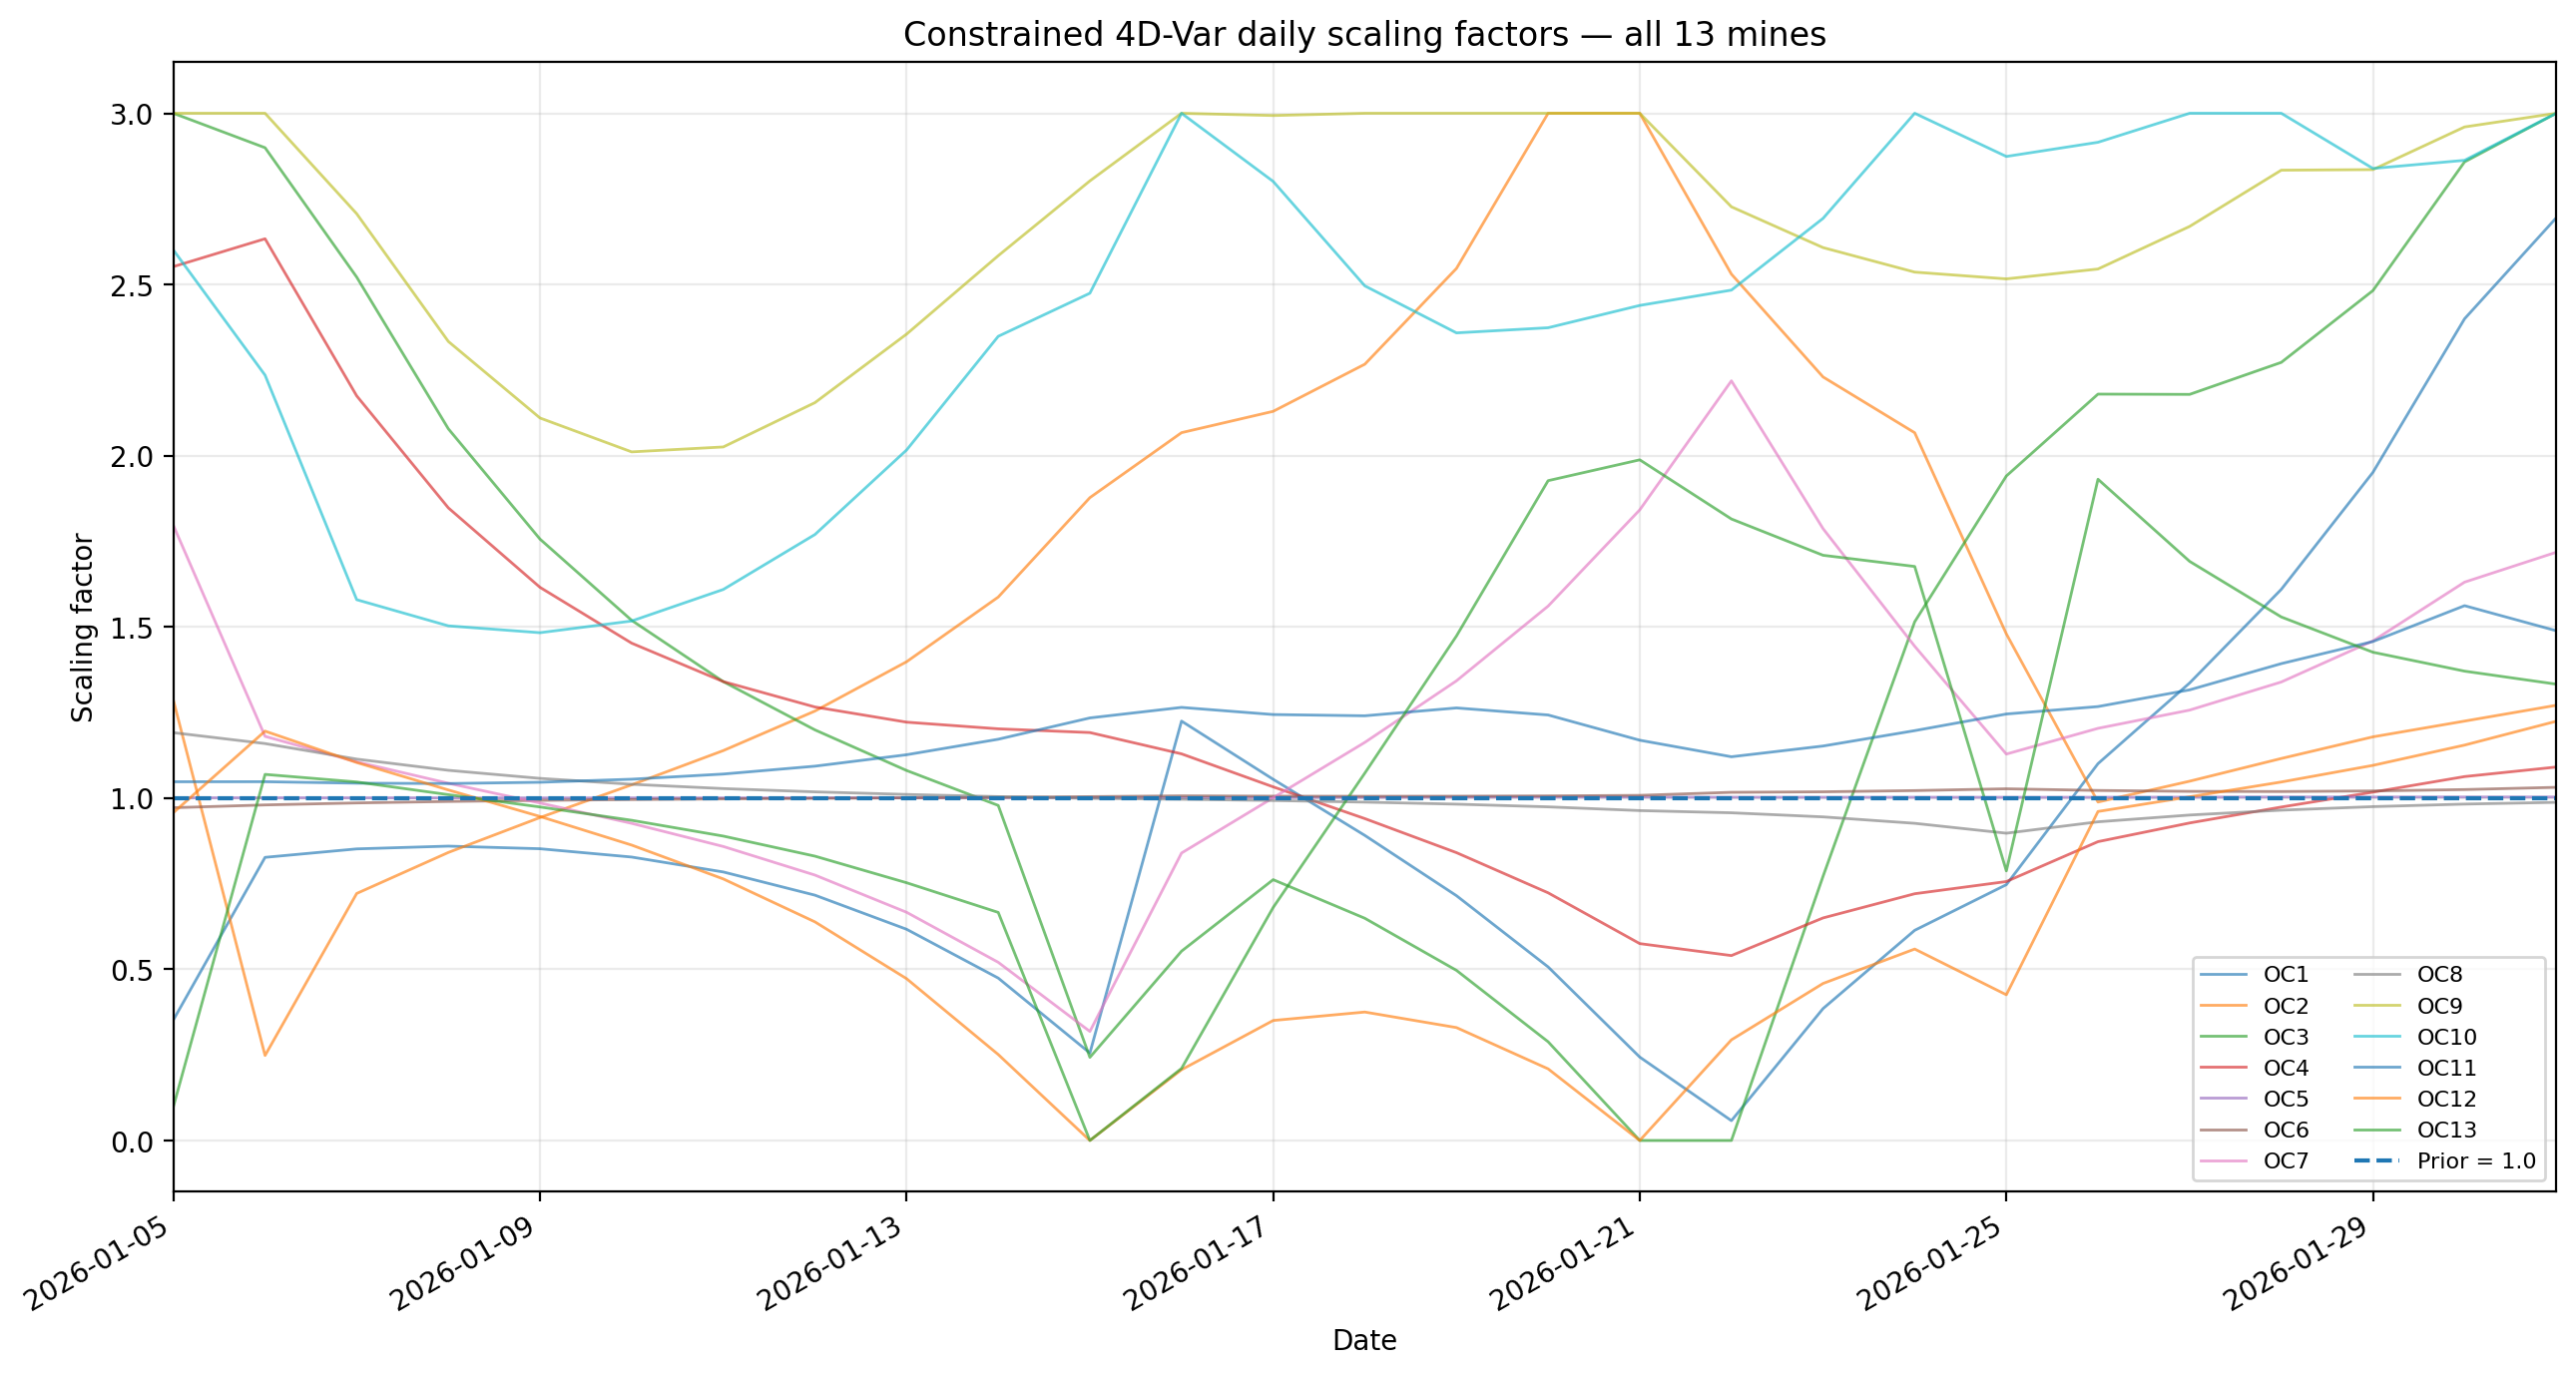 Constrained 4D-Var daily scaling factors — all 13 mines
Scaling factor
3.0
2.5
2.0
1.5
1.0
0.5
0.0
OC1
OC2
OC3
OC4
OC5
OC6
OC7
OC8
OC9
OC10
OC11
OC12
OC13
Prior = 1.0
2026-01-05
2026-01-09
2026-01-13
2026-01-17
2026-01-21
2026-01-25
2026-01-29
Date